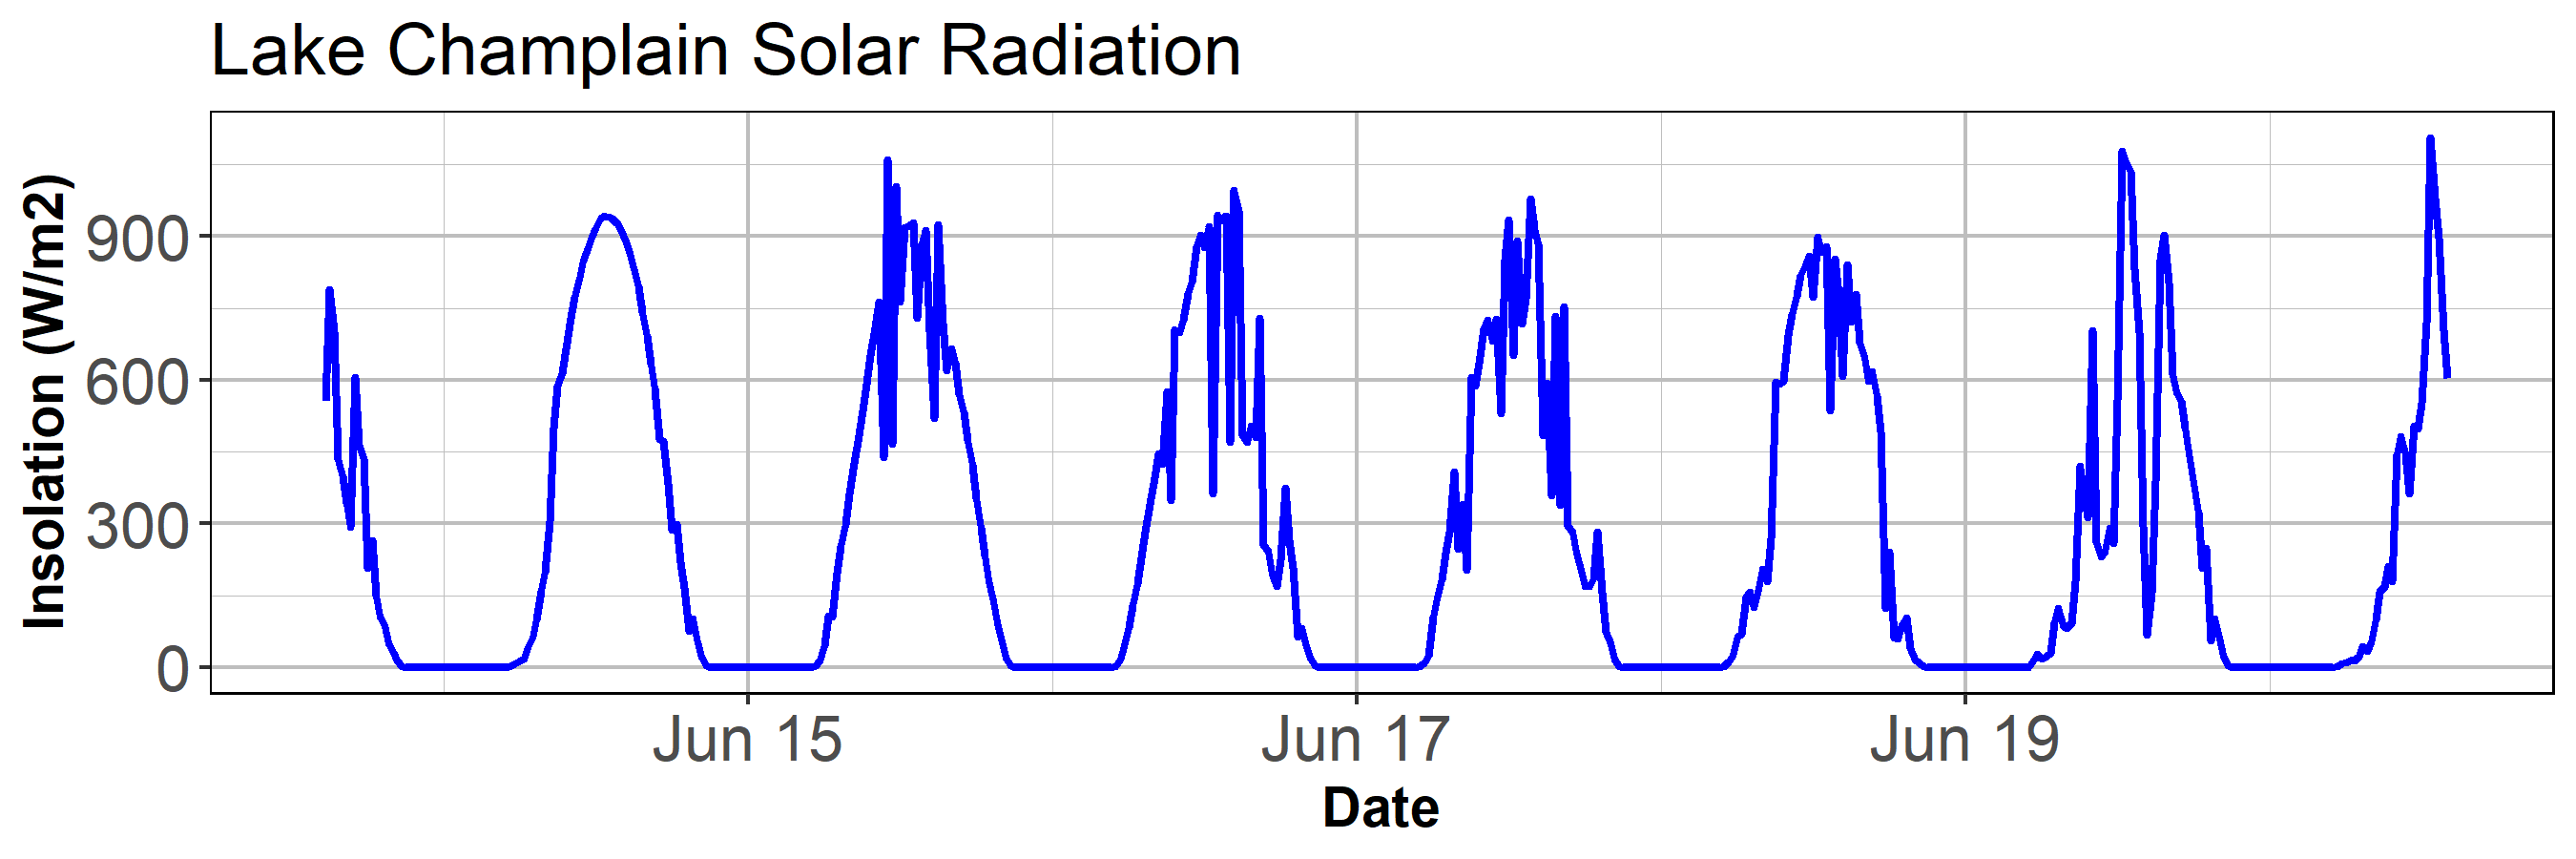 Lake Champlain Solar Radiation
Insolation (W/m2)
900
600
300
0
Jun 15
Jun 17
Jun 19
Date